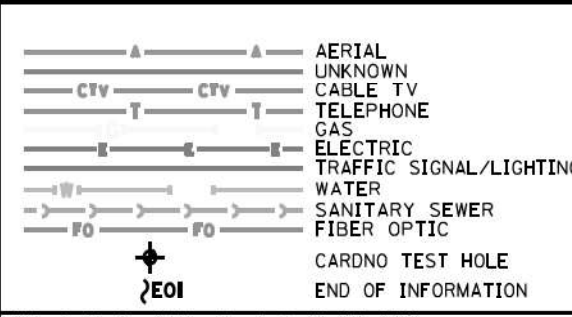 A A AERIAL
UNKNOWN
CTV CTV CABLE TV
T T TELEPHONE
G GAS
E E E ELECTRIC
TRAFFIC SIGNAL/LIGHTING
W WATER
SANITARY SEWER
FO FO FIBER OPTIC
CARDNO TEST HOLE
EOI END OF INFORMATION